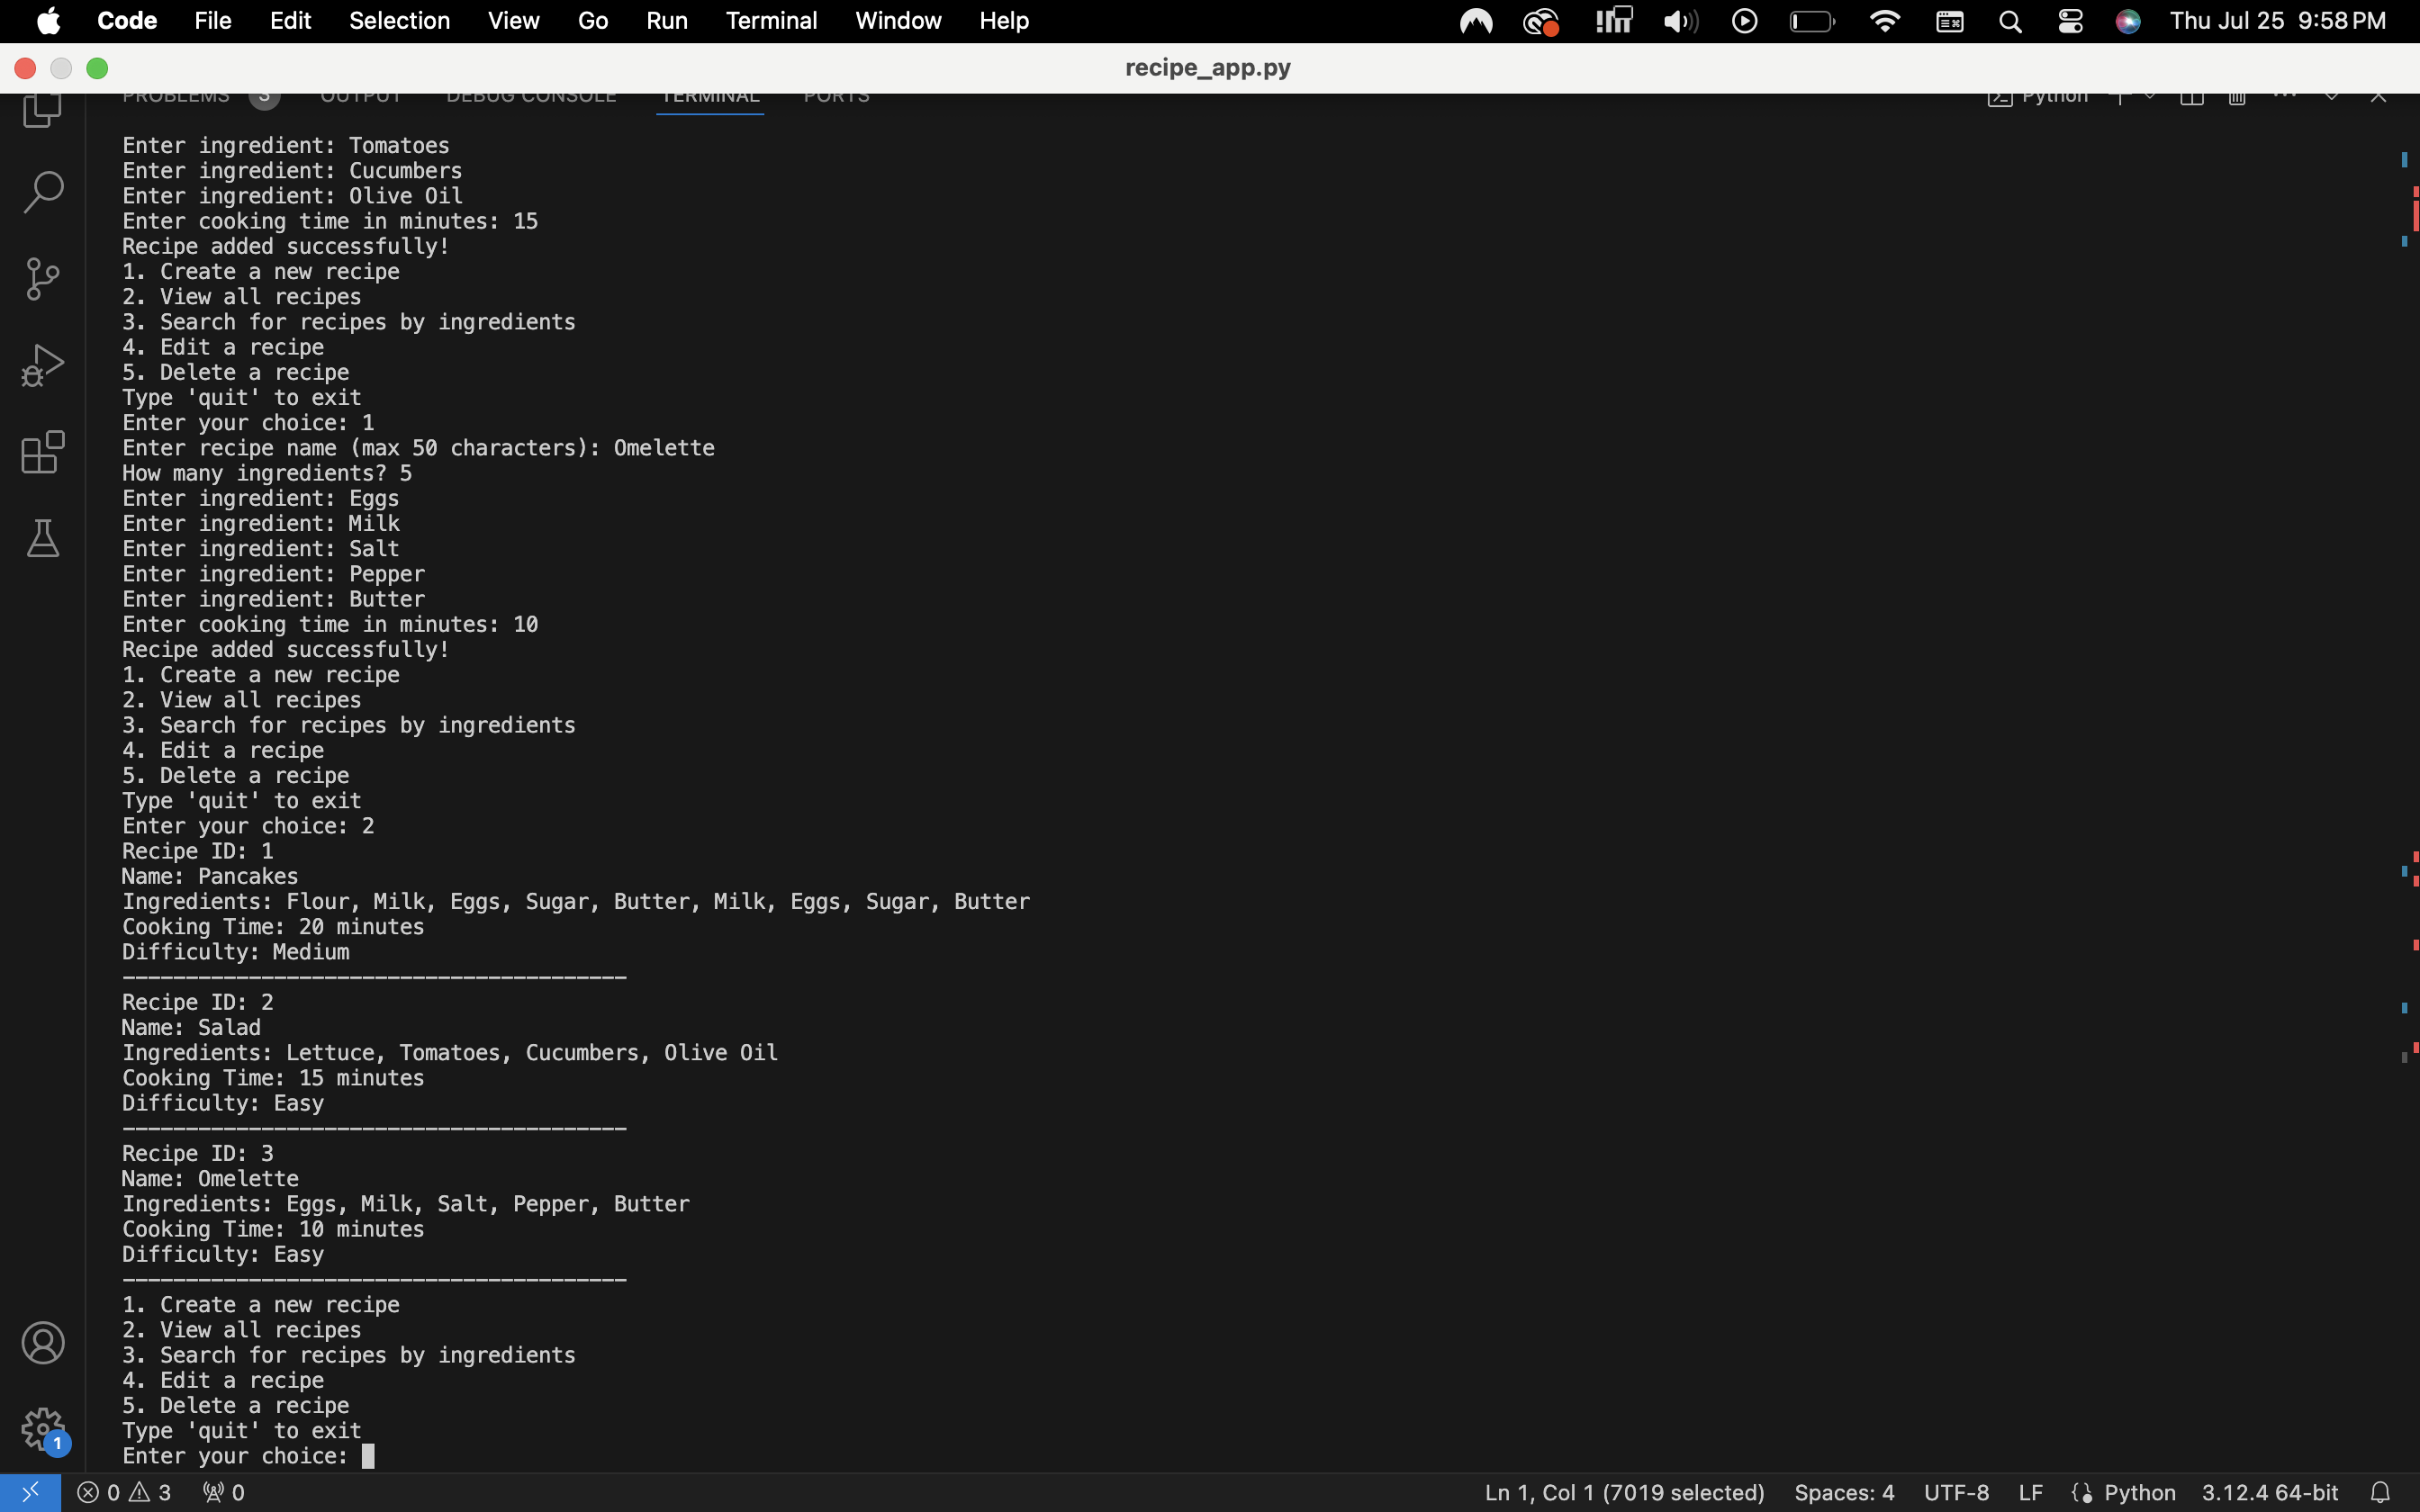 Code File Edit Selection View Go Run Terminal Window Help Thu Jul 25 9:58 PM
recipe_app.py
PROBLEMS 3 OUTPUT DEBUG CONSOLE TERMINAL PORTS Python
Enter ingredient: Tomatoes
Enter ingredient: Cucumbers
Enter ingredient: Olive Oil
Enter cooking time in minutes: 15
Recipe added successfully!
1. Create a new recipe
2. View all recipes
3. Search for recipes by ingredients
4. Edit a recipe
5. Delete a recipe
Type 'quit' to exit
Enter your choice: 1
Enter recipe name (max 50 characters): Omelette
How many ingredients? 5
Enter ingredient: Eggs
Enter ingredient: Milk
Enter ingredient: Salt
Enter ingredient: Pepper
Enter ingredient: Butter
Enter cooking time in minutes: 10
Recipe added successfully!
1. Create a new recipe
2. View all recipes
3. Search for recipes by ingredients
4. Edit a recipe
5. Delete a recipe
Type 'quit' to exit
Enter your choice: 2
Recipe ID: 1
Name: Pancakes
Ingredients: Flour, Milk, Eggs, Sugar, Butter, Milk, Eggs, Sugar, Butter
Cooking Time: 20 minutes
Difficulty: Medium
----------------------------------------
Recipe ID: 2
Name: Salad
Ingredients: Lettuce, Tomatoes, Cucumbers, Olive Oil
Cooking Time: 15 minutes
Difficulty: Easy
----------------------------------------
Recipe ID: 3
Name: Omelette
Ingredients: Eggs, Milk, Salt, Pepper, Butter
Cooking Time: 10 minutes
Difficulty: Easy
----------------------------------------
1. Create a new recipe
2. View all recipes
3. Search for recipes by ingredients
4. Edit a recipe
5. Delete a recipe
Type 'quit' to exit
Enter your choice:
1
0 3 0 Ln 1, Col 1 (7019 selected) Spaces: 4 UTF-8 LF Python 3.12.4 64-bit